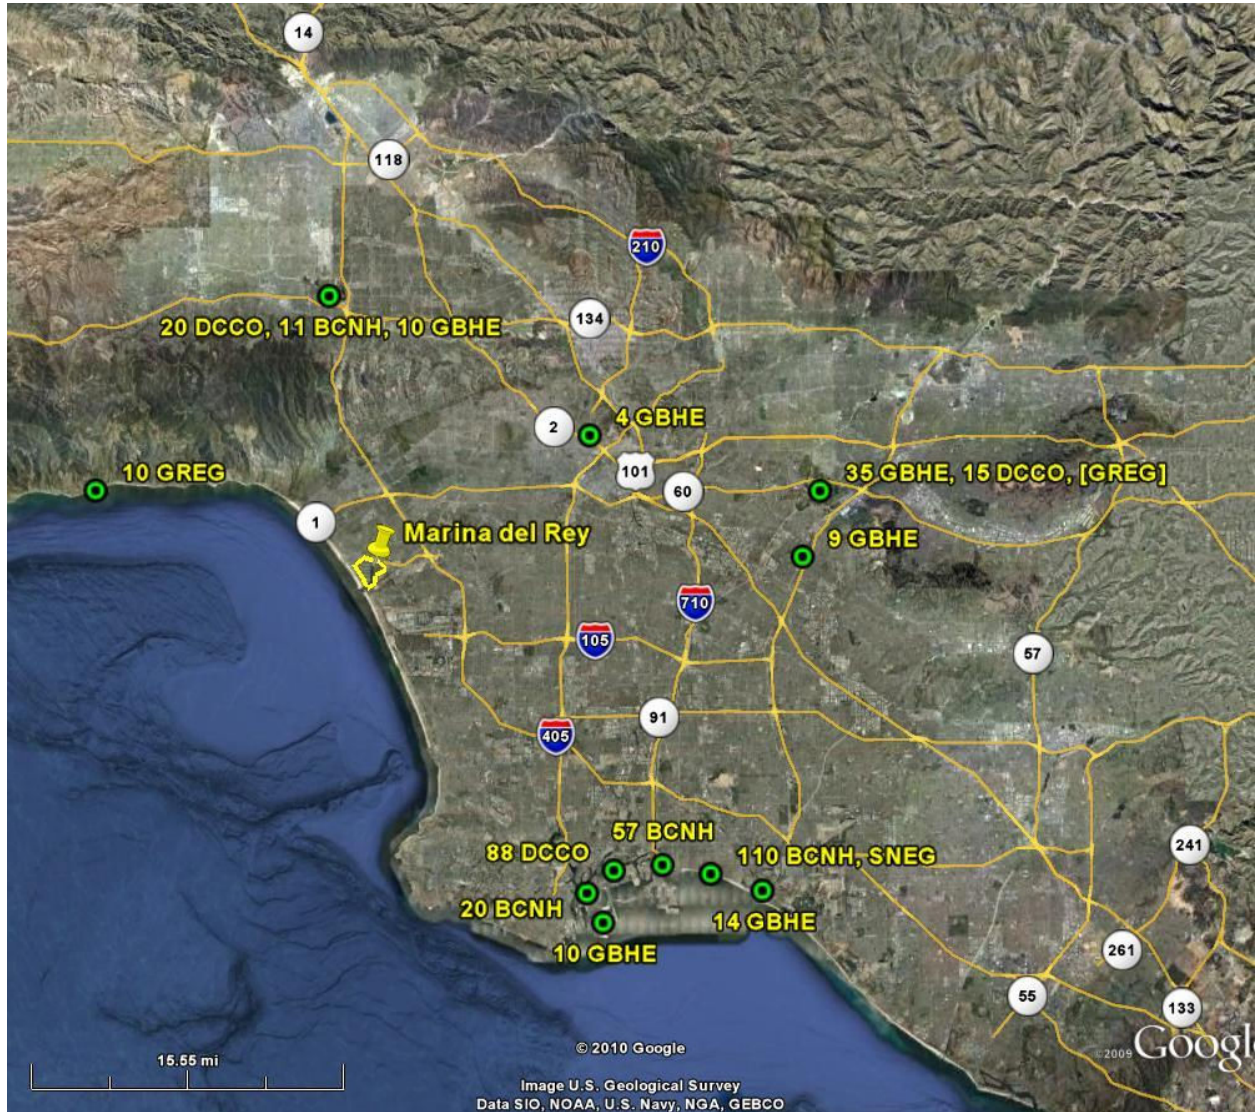 14
118
210
20 DCCO, 11 BCNH, 10 GBHE
134
2
4 GBHE
101
10 GREG
60
35 GBHE, 15 DCCO, [GREG]
1
Marina del Rey
9 GBHE
710
105
57
91
405
57 BCNH
88 DCCO
110 BCNH, SNEG
241
20 BCNH
14 GBHE
10 GBHE
261
55
133
15.55 mi
© 2010 Google
©2009 Google
Image U.S. Geological Survey
Data SIO, NOAA, U.S. Navy, NGA, GEBCO